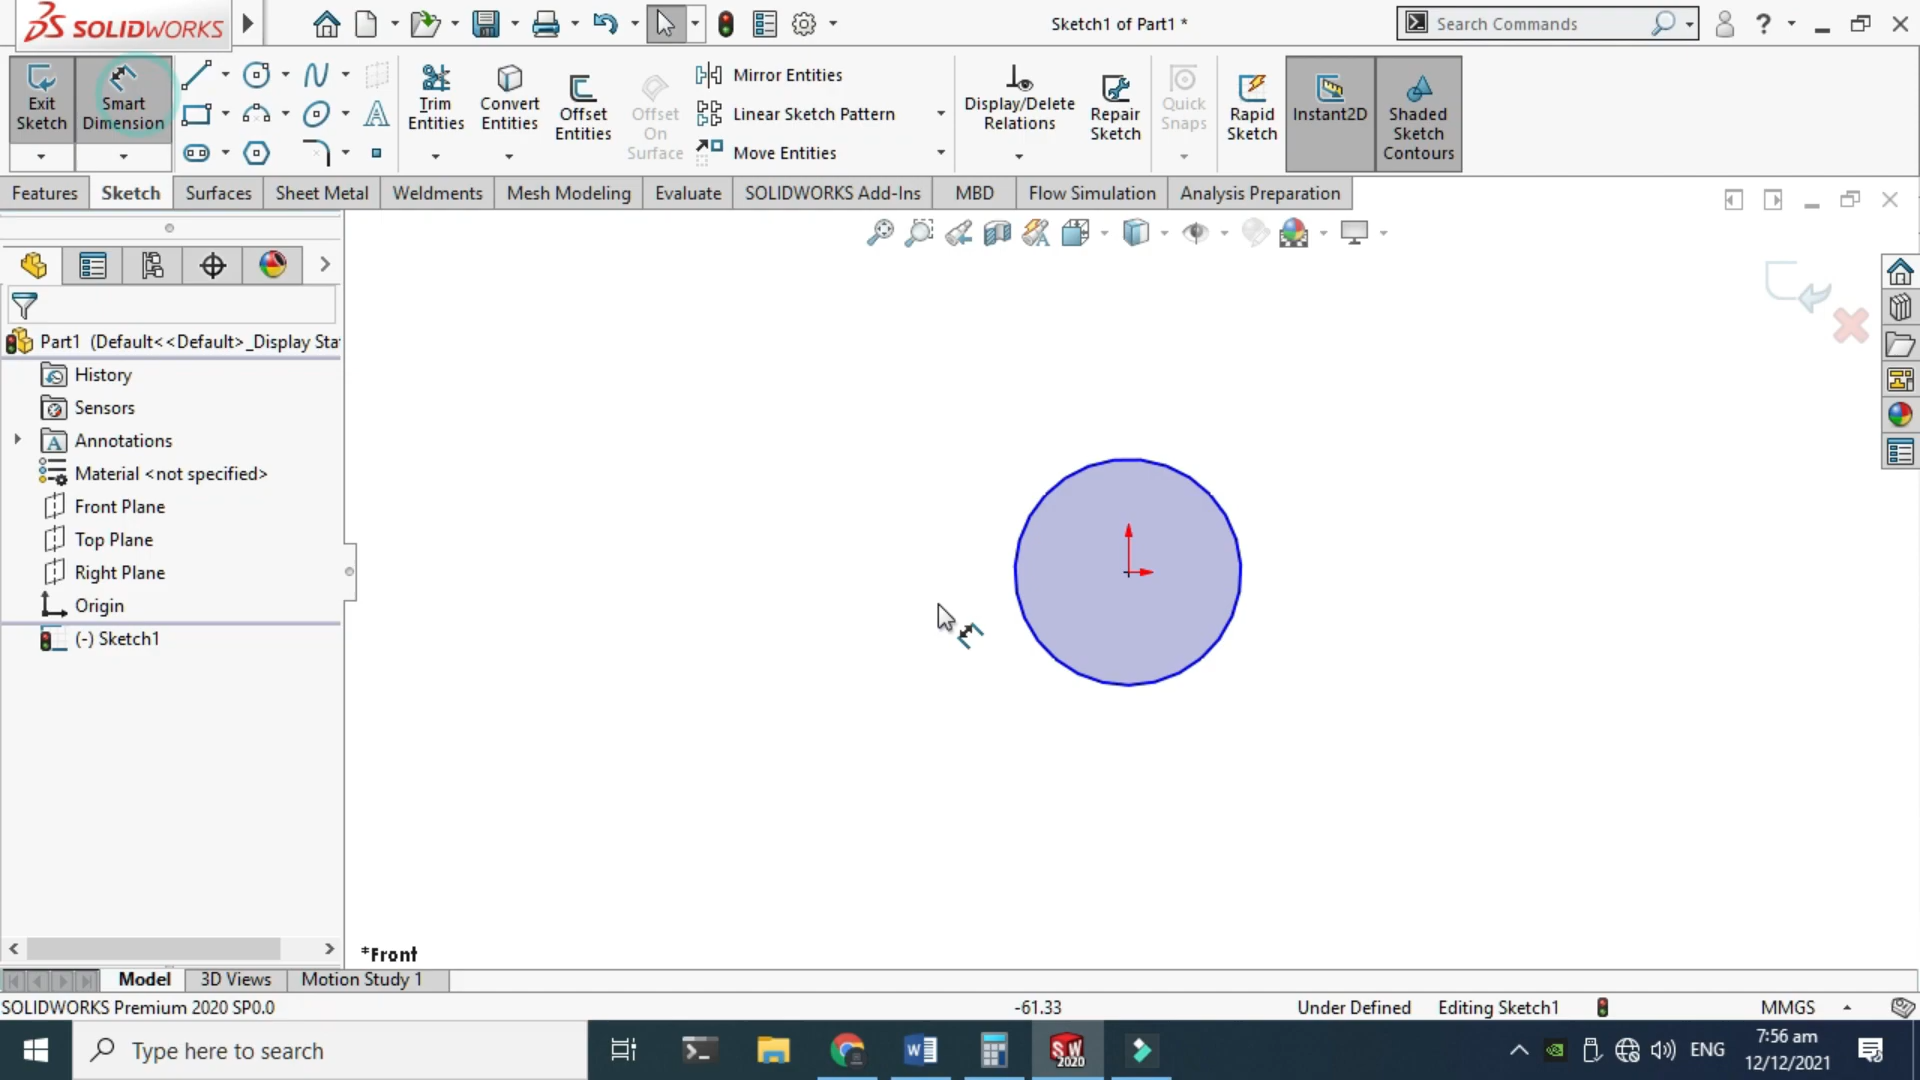 SOLIDWORKS
Sketch1 of Part1 *
Search Commands
Exit Sketch
Smart Dimension
Trim Entities
Convert Entities
Offset Entities
Offset On Surface
Mirror Entities
Linear Sketch Pattern
Move Entities
Display/Delete Relations
Repair Sketch
Quick Snaps
Rapid Sketch
Instant2D
Shaded Sketch Contours
Features
Sketch
Surfaces
Sheet Metal
Weldments
Mesh Modeling
Evaluate
SOLIDWORKS Add-Ins
MBD
Flow Simulation
Analysis Preparation
Part1 (Default<<Default>_Display Sta
History
Sensors
Annotations
Material <not specified>
Front Plane
Top Plane
Right Plane
Origin
(-) Sketch1
*Front
Model
3D Views
Motion Study 1
SOLIDWORKS Premium 2020 SP0.0
-61.33
Under Defined
Editing Sketch1
MMGS
Type here to search
SW 2020
ENG
7:56 am
12/12/2021